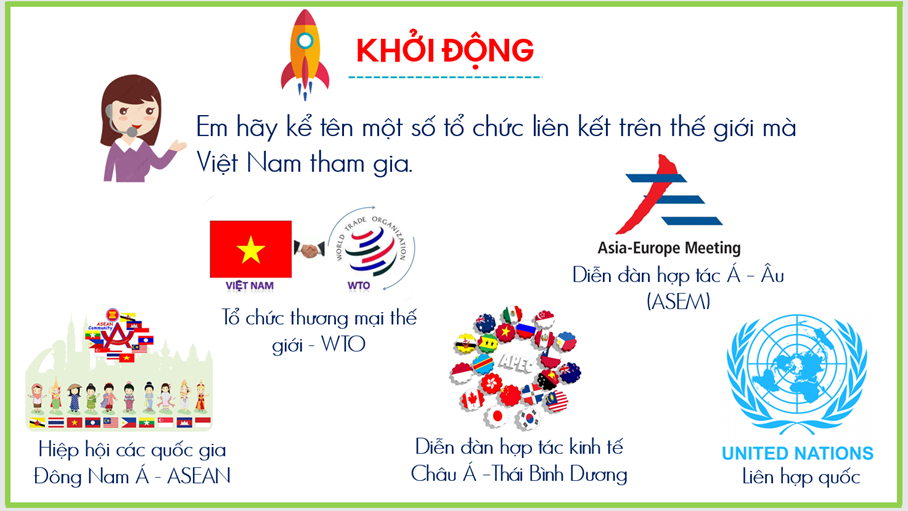 KHỞI ĐỘNG
Em hãy kể tên một số tổ chức liên kết trên thế giới mà
Việt Nam tham gia.
WORLD TRADE ORGANIZATION
VIỆT NAM
WTO
Tổ chức thương mại thế
giới - WTO
Asia-Europe Meeting
Diễn đàn hợp tác Á - Âu
(ASEM)
ASEAN
Community
Hiệp hội các quốc gia
Đông Nam Á - ASEAN
APEC
Diễn đàn hợp tác kinh tế
Châu Á –Thái Bình Dương
UNITED NATIONS
Liên hợp quốc